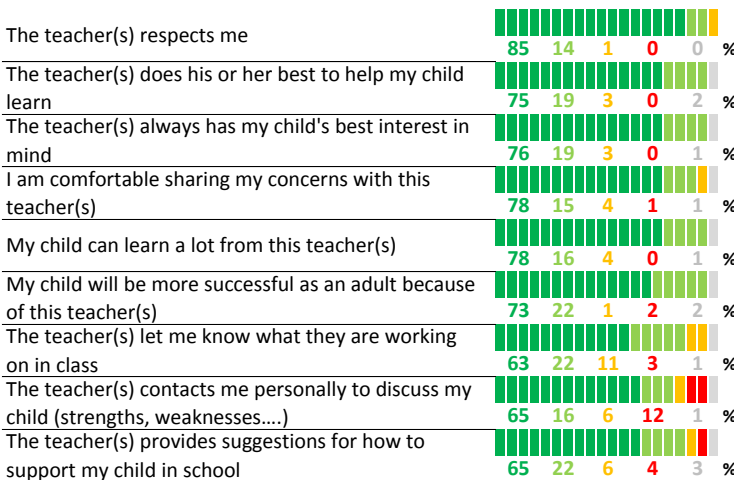 The teacher(s) respects me
85 14 1 0 0 %
The teacher(s) does his or her best to help my child
learn
75 19 3 0 2 %
The teacher(s) always has my child's best interest in
mind
76 19 3 0 1 %
I am comfortable sharing my concerns with this
teacher(s)
78 15 4 1 1 %
My child can learn a lot from this teacher(s)
78 16 4 0 1 %
My child will be more successful as an adult because
of this teacher(s)
73 22 1 2 2 %
The teacher(s) let me know what they are working
on in class
63 22 11 3 1 %
The teacher(s) contacts me personally to discuss my
child (strengths, weaknesses....)
65 16 6 12 1 %
The teacher(s) provides suggestions for how to
support my child in school
65 22 6 4 3 %